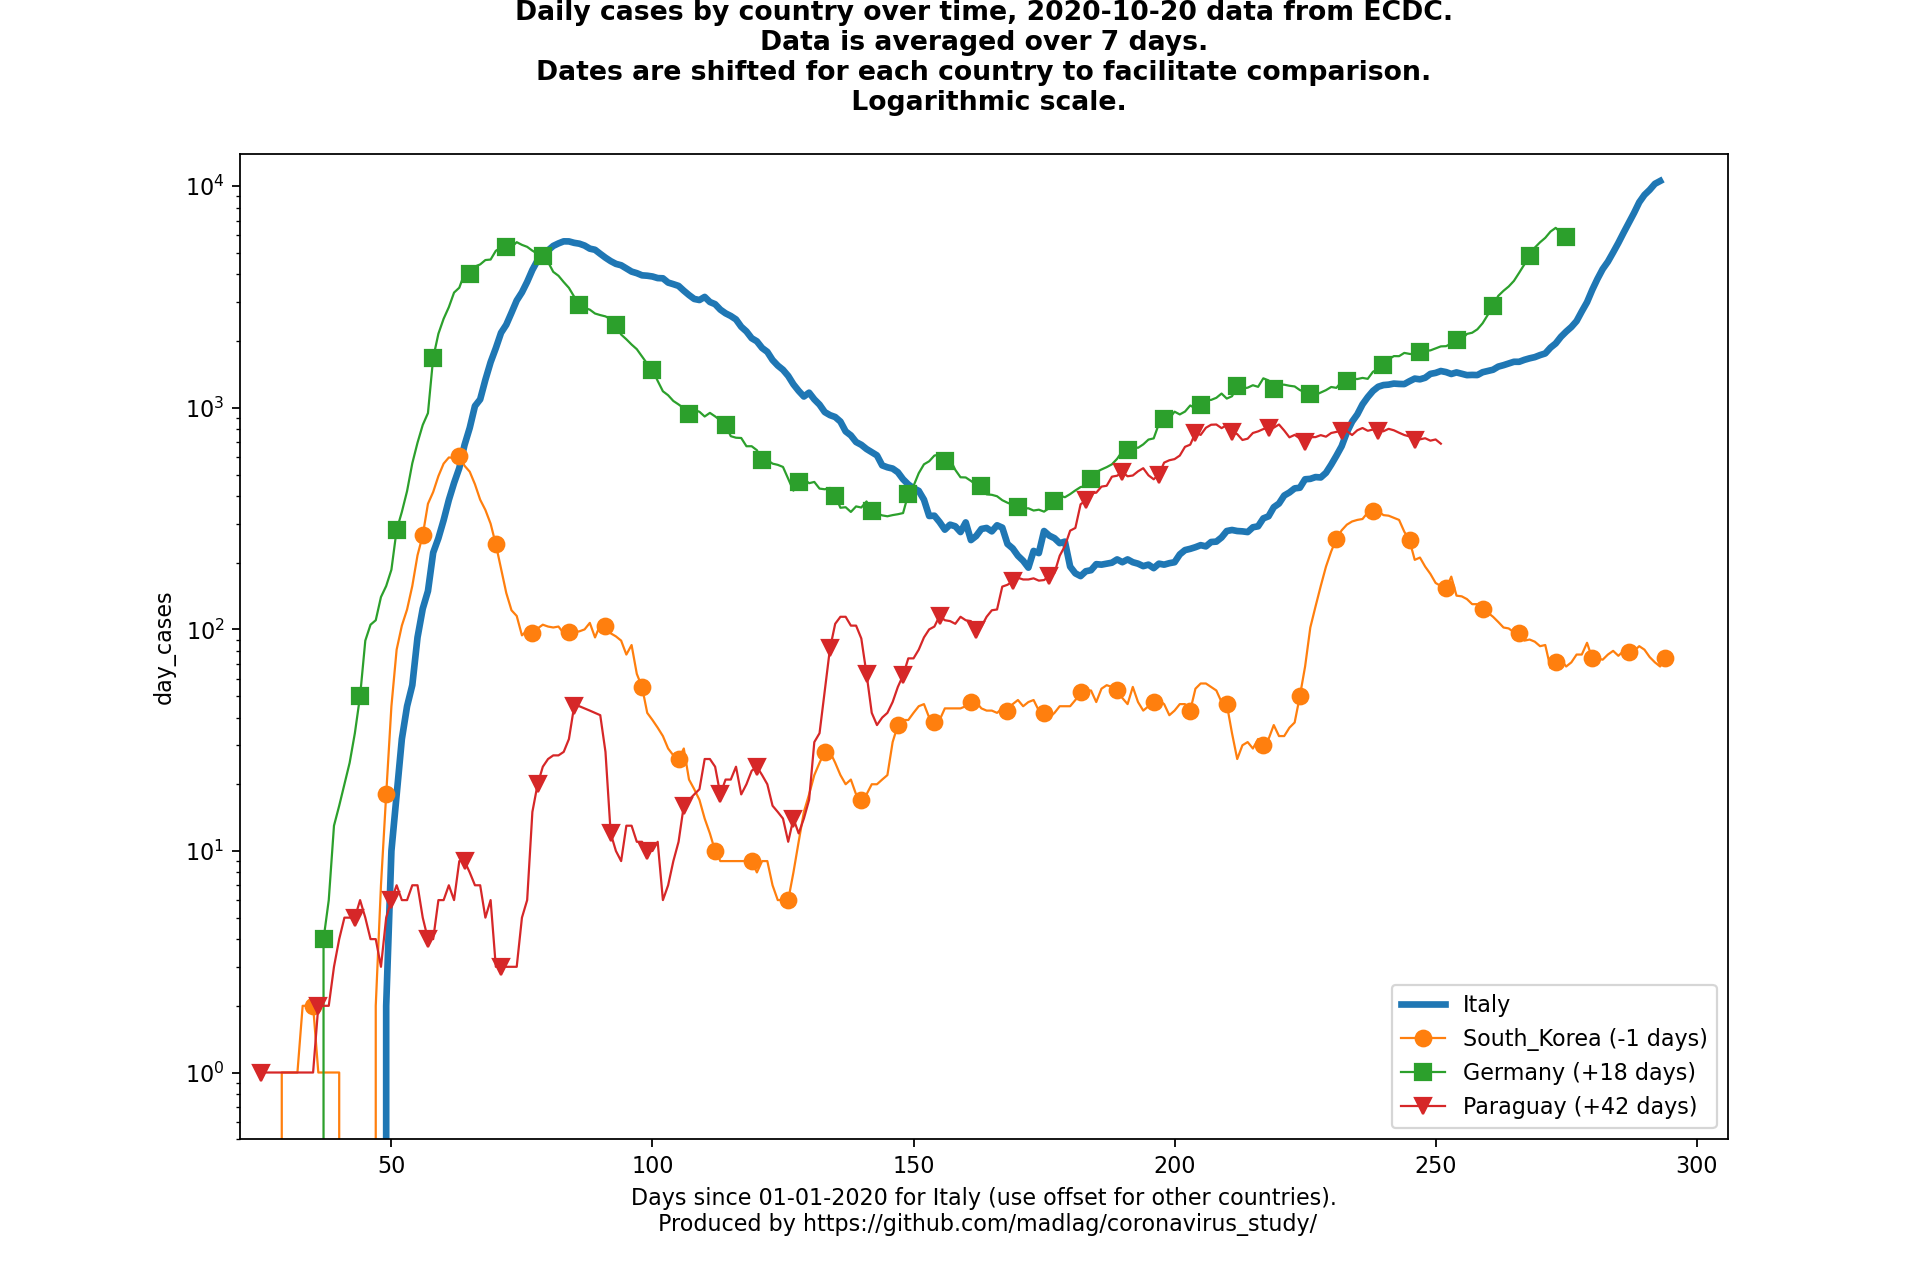 Daily cases by country over time, 2020-10-20 data from ECDC.
Data is averaged over 7 days.
Dates are shifted for each country to facilitate comparison.
Logarithmic scale.
10^4
10^3
10^2
10^1
10^0
day_cases
Italy
South_Korea (-1 days)
Germany (+18 days)
Paraguay (+42 days)
50 100 150 200 250 300
Days since 01-01-2020 for Italy (use offset for other countries).
Produced by https://github.com/madlag/coronavirus_study/